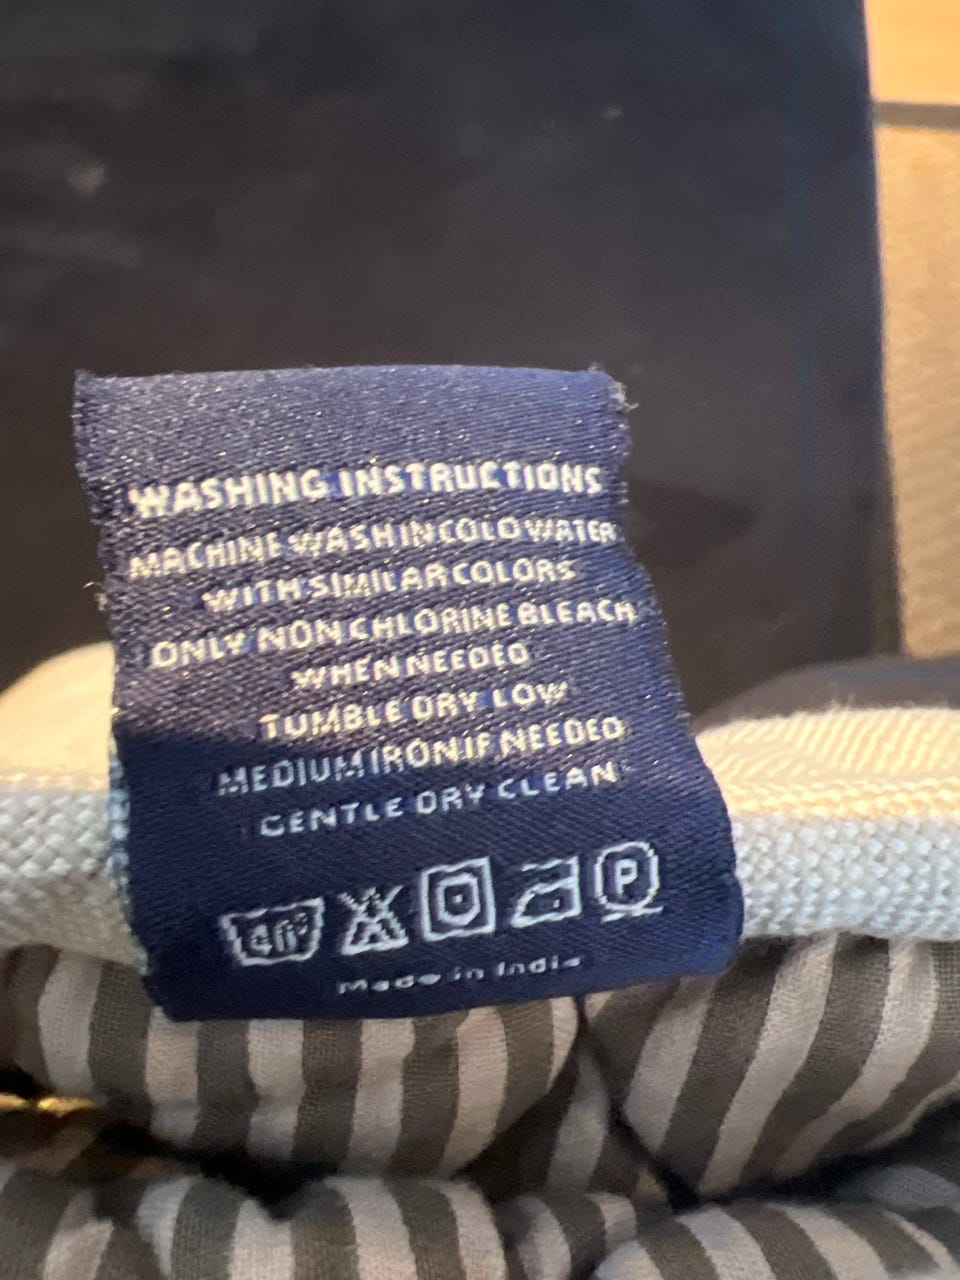 WASHING INSTRUCTIONS
MACHINE WASH IN COLD WATER
WITH SIMILAR COLORS
ONLY NON CHLORINE BLEACH
WHEN NEEDED
TUMBLE DRY LOW
MEDIUM IRON IF NEEDED
GENTLE DRY CLEAN
40° P
Made in India